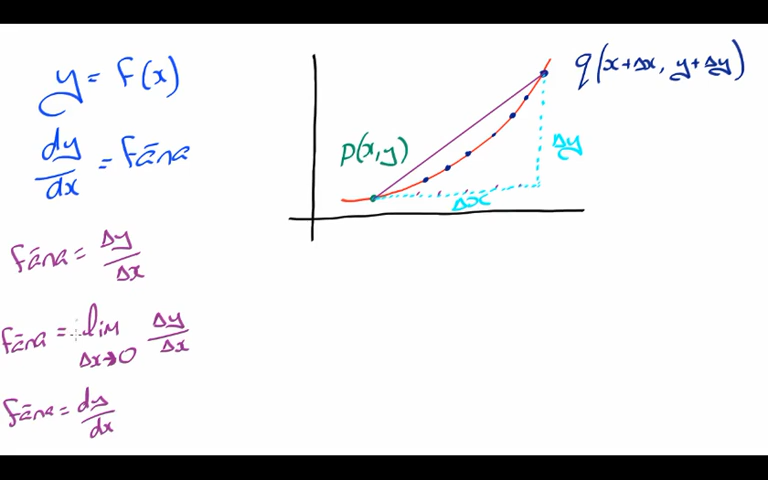 y = f(x)
dy/dx = fāna
fāna = Δy/Δx
fāna = lim Δx→0 Δy/Δx
fāna = dy/dx
p(x,y)
q(x+Δx, y+Δy)
Δy
Δx